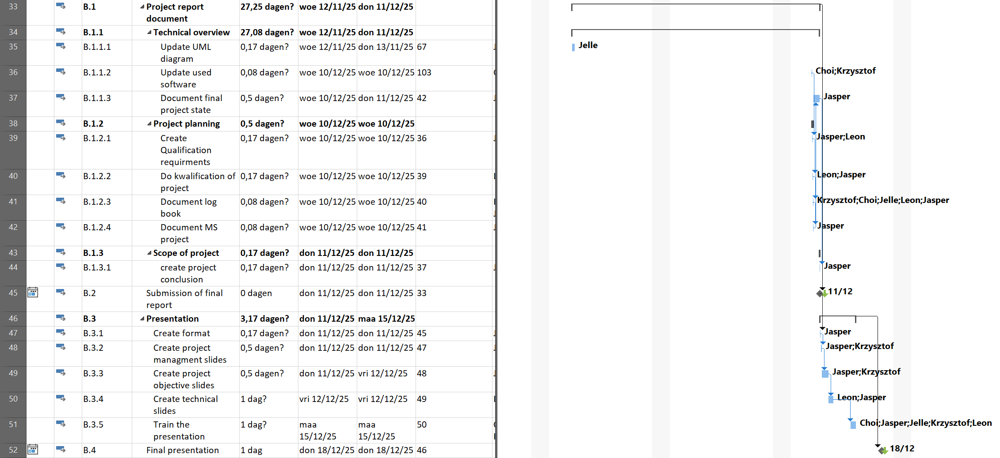 33 B.1 Project report document 27,25 dagen? woe 12/11/25 don 11/12/25
34 B.1.1 Technical overview 27,08 dagen? woe 12/11/25 don 11/12/25
35 B.1.1.1 Update UML diagram 0,17 dagen? woe 12/11/25 don 13/11/25 67 Jelle
36 B.1.1.2 Update used software 0,08 dagen? woe 10/12/25 woe 10/12/25 103 Choi;Krzysztof
37 B.1.1.3 Document final project state 0,5 dagen? woe 10/12/25 don 11/12/25 42 Jasper
38 B.1.2 Project planning 0,5 dagen? woe 10/12/25 woe 10/12/25
39 B.1.2.1 Create Qualification requirments 0,17 dagen? woe 10/12/25 woe 10/12/25 36 Jasper;Leon
40 B.1.2.2 Do kwalification of project 0,17 dagen? woe 10/12/25 woe 10/12/25 39 Leon;Jasper
41 B.1.2.3 Document log book 0,08 dagen? woe 10/12/25 woe 10/12/25 40 Krzysztof;Choi;Jelle;Leon;Jasper
42 B.1.2.4 Document MS project 0,08 dagen? woe 10/12/25 woe 10/12/25 41 Jasper
43 B.1.3 Scope of project 0,17 dagen? don 11/12/25 don 11/12/25
44 B.1.3.1 create project conclusion 0,17 dagen? don 11/12/25 don 11/12/25 37 Jasper
45 B.2 Submission of final report 0 dagen don 11/12/25 don 11/12/25 33 11/12
46 B.3 Presentation 3,17 dagen? don 11/12/25 maa 15/12/25
47 B.3.1 Create format 0,17 dagen? don 11/12/25 don 11/12/25 45 Jasper
48 B.3.2 Create project managment slides 0,5 dagen? don 11/12/25 don 11/12/25 47 Jasper;Krzysztof
49 B.3.3 Create project objective slides 0,5 dagen? don 11/12/25 vri 12/12/25 48 Jasper;Krzysztof
50 B.3.4 Create technical slides 1 dag? vri 12/12/25 vri 12/12/25 49 Leon;Jasper
51 B.3.5 Train the presentation 1 dag? maa 15/12/25 maa 15/12/25 50 Choi;Jasper;Jelle;Krzysztof;Leon
52 B.4 Final presentation 1 dag don 18/12/25 don 18/12/25 46 18/12